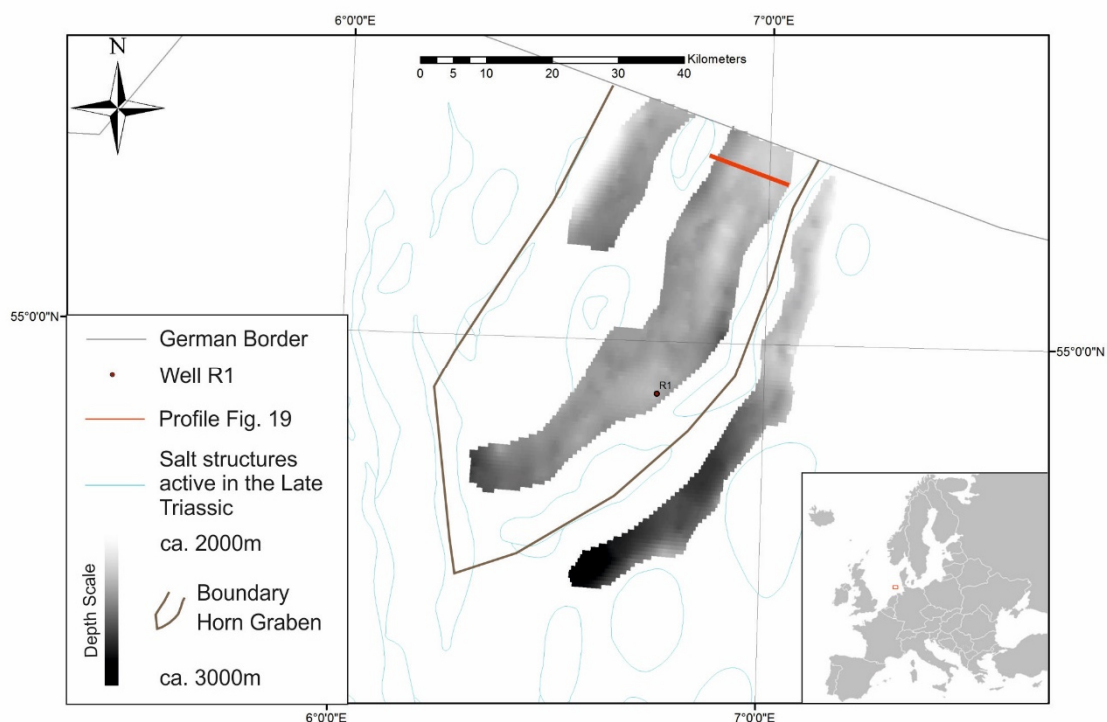 6°0'0"E
7°0'0"E
N
Kilometers
0 5 10 20 30 40
R1
55°0'0"N
55°0'0"N
German Border
Well R1
Profile Fig. 19
Salt structures
active in the Late
Triassic
ca. 2000m
Depth Scale
Boundary
Horn Graben
ca. 3000m
6°0'0"E
7°0'0"E